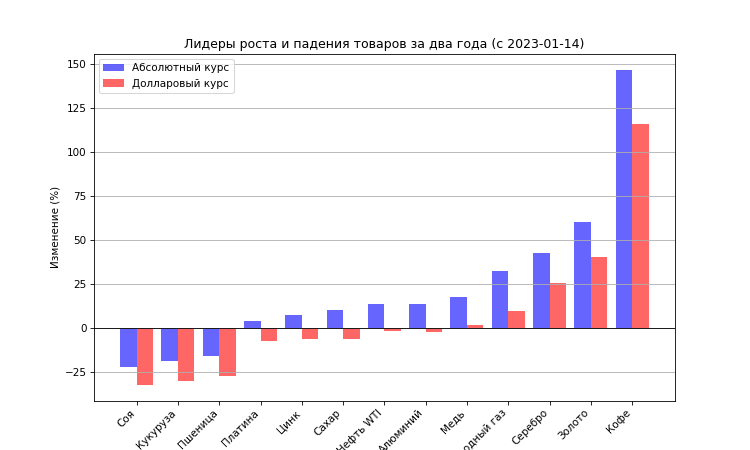 Лидеры роста и падения товаров за два года (с 2023-01-14)
Абсолютный курс
Долларовый курс
Изменение (%)
150
125
100
75
50
25
0
−25
Соя
Кукуруза
Пшеница
Платина
Цинк
Сахар
Нефть WTI
Алюминий
Медь
одный газ
Серебро
Золото
Кофе